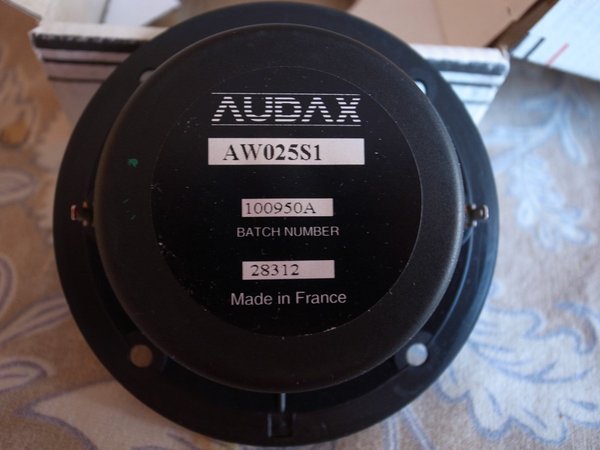 AUDAX
AW025S1
100950A
BATCH NUMBER
28312
Made in France